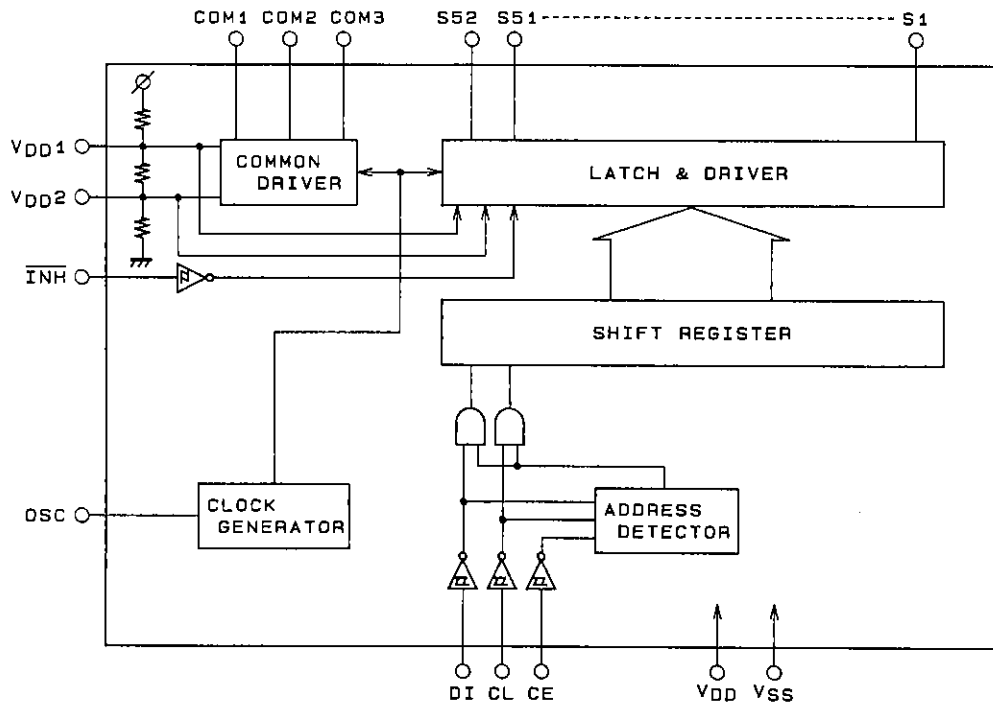 COM1 COM2 COM3 S52 S51 S1
VDD1
COMMON
DRIVER
LATCH & DRIVER
VDD2
INH
SHIFT REGISTER
OSC
CLOCK
GENERATOR
ADDRESS
DETECTOR
DI CL CE VDD VSS